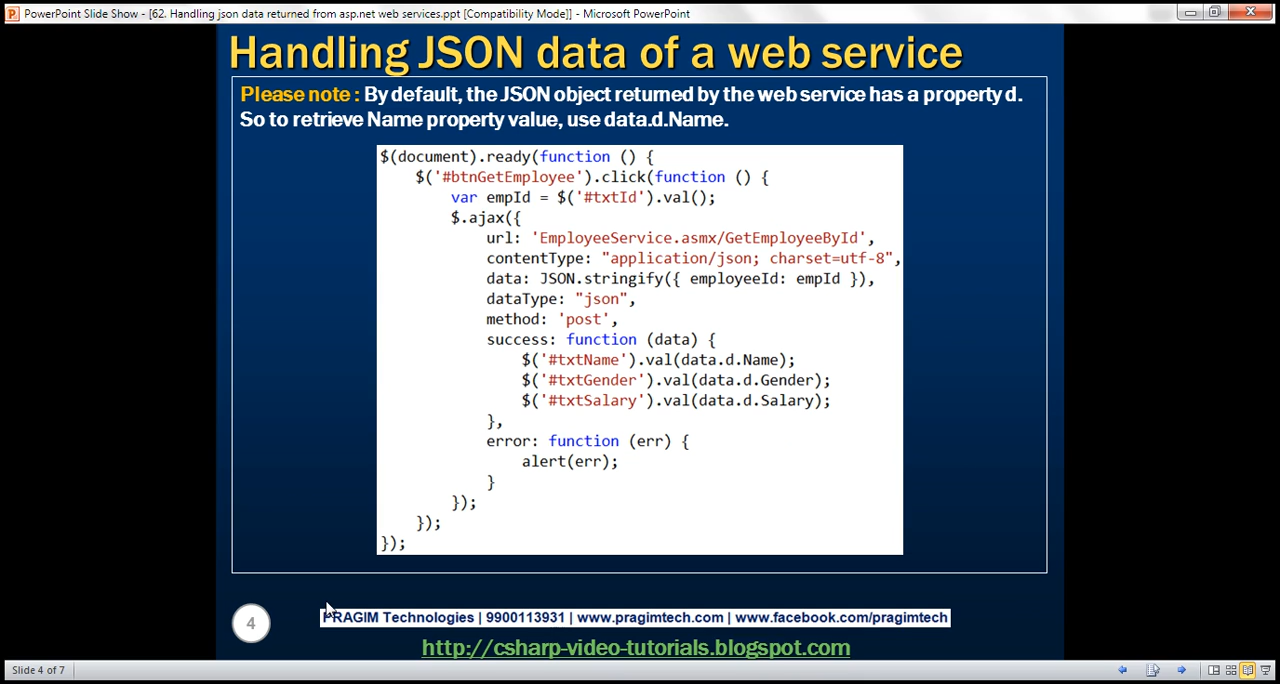 PowerPoint Slide Show - [62. Handling json data returned from asp.net web services.ppt [Compatibility Mode]] - Microsoft PowerPoint
Handling JSON data of a web service
Please note : By default, the JSON object returned by the web service has a property d.
So to retrieve Name property value, use data.d.Name.
$(document).ready(function () {
    $('#btnGetEmployee').click(function () {
        var empId = $('#txtId').val();
        $.ajax({
            url: 'EmployeeService.asmx/GetEmployeeById',
            contentType: "application/json; charset=utf-8",
            data: JSON.stringify({ employeeId: empId }),
            dataType: "json",
            method: 'post',
            success: function (data) {
                $('#txtName').val(data.d.Name);
                $('#txtGender').val(data.d.Gender);
                $('#txtSalary').val(data.d.Salary);
            },
            error: function (err) {
                alert(err);
            }
        });
    });
});
4
PRAGIM Technologies | 9900113931 | www.pragimtech.com | www.facebook.com/pragimtech
http://csharp-video-tutorials.blogspot.com
Slide 4 of 7